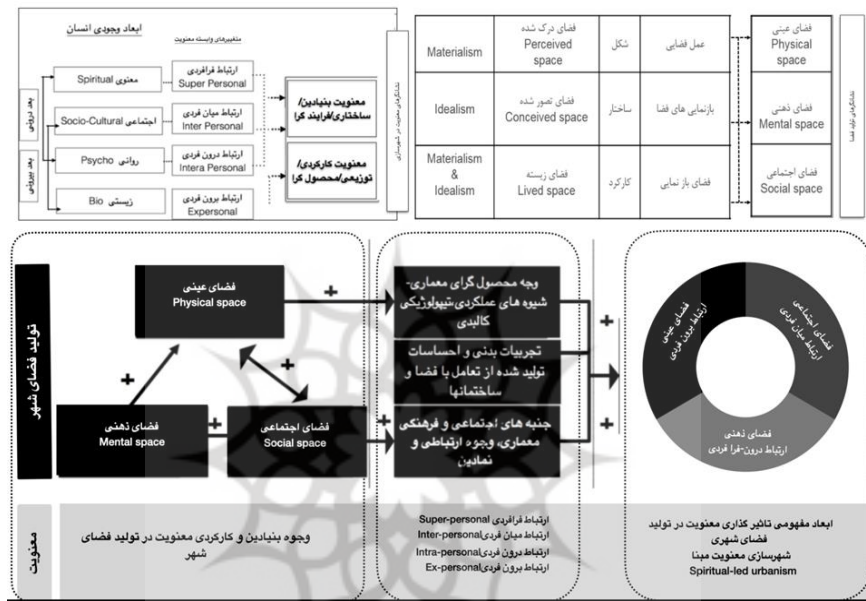 ابعاد وجودی انسان
متغیرهای وابسته معنویت
معنوی Spiritual
ارتباط فرافردی
Super Personal
اجتماعی Socio-Cultural
ارتباط میان فردی
Inter Personal
روانی Psycho
ارتباط درون فردی
Intera Personal
زیستی Bio
ارتباط برون فردی
Expersonal
بعد درونی
بعد بیرونی
معنویت بنیادین/
ساختاری/فرایند گرا
معنویت کارکردی/
توزیعی/محصول گرا
نشانگرهای معنویت در شهرسازی
Materialism
فضای درک شده
Perceived
space
شکل
عمل فضایی
فضای عینی
Physical
space
Idealism
فضای تصور شده
Conceived space
ساختار
بازنمایی های فضا
فضای ذهنی
Mental space
Materialism
&
Idealism
فضای زیسته
Lived space
کارکرد
فضای باز نمایی
فضای اجتماعی
Social space
نشانگرهای تولید فضا
تولید فضای شهر
فضای عینی
Physical space
فضای ذهنی
Mental space
فضای اجتماعی
Social space
+
+
+
+
+
+
+
وجه محصول گرای معماری-
شیوه های عملکردی،تیپولوژیکی
کالبدی
تجربیات بدنی و احساسات
تولید شده از تعامل با فضا و
ساختمانها
جنبه های اجتماعی و فرهنگی
معماری، وجوه ارتباطی و
نمادین
فضای عینی
ارتباط برون فردی
فضای اجتماعی
ارتباط میان فردی
فضای ذهنی
ارتباط درون-فرا فردی
معنویت
وجوه بنیادین و کارکردی معنویت در تولید فضای
شهر
ارتباط فرافردی Super-personal
ارتباط میان فردی Inter-personal
ارتباط درون فردی Intra-personal
ارتباط برون فردی Ex-personal
ابعاد مفهومی تاثیر گذاری معنویت در تولید
فضای شهری
شهرسازی معنویت مبنا
Spiritual-led urbanism